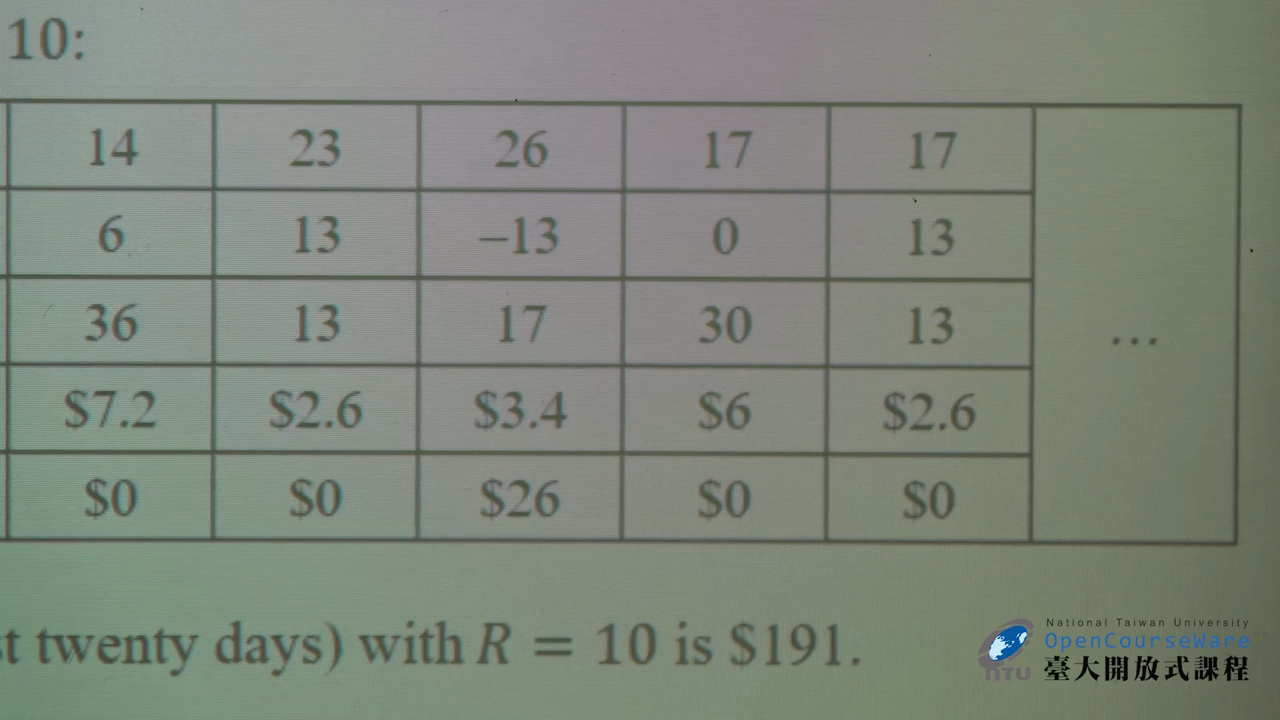 10:
14 23 26 17 17
6 13 –13 0 13
36 13 17 30 13 ...
$7.2 $2.6 $3.4 $6 $2.6
$0 $0 $26 $0 $0
t twenty days) with R = 10 is $191.
National Taiwan University
OpenCourseWare
臺大開放式課程
NTU